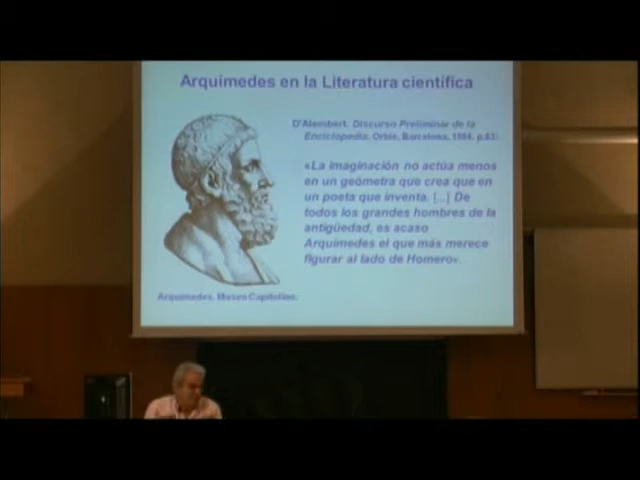 Arquímedes en la Literatura científica
D'Alembert. Discurso Preliminar de la
Enciclopedia. Orbis, Barcelona, 1984. p.83:
«La imaginación no actúa menos
en un geómetra que crea que en
un poeta que inventa. [...] De
todos los grandes hombres de la
antigüedad, es acaso
Arquímedes el que más merece
figurar al lado de Homero».
Arquímedes. Museo Capitolino.